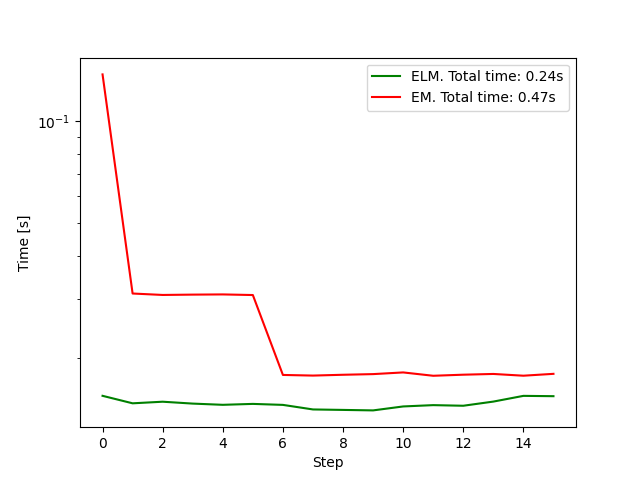 ELM. Total time: 0.24s
EM. Total time: 0.47s
10⁻¹
Time [s]
0 2 4 6 8 10 12 14
Step